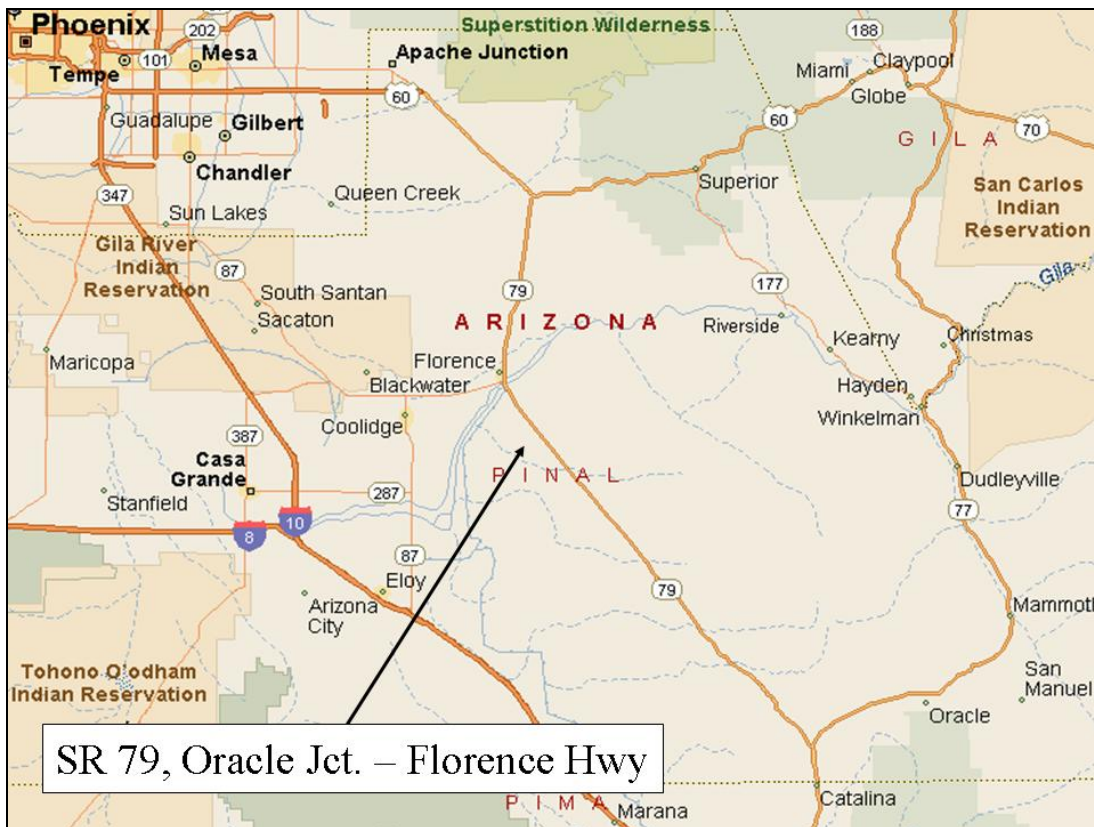 Phoenix
202
Mesa
Tempe
101
Guadalupe
Gilbert
Chandler
347
Sun Lakes
Gila River
Indian
Reservation
87
South Santan
Sacaton
Maricopa
Blackwater
Coolidge
387
Casa
Grande
Stanfield
287
8
10
87
Eloy
Arizona
City
Tohono O'odham
Indian Reservation
Superstition Wilderness
Apache Junction
60
Queen Creek
79
ARIZONA
Florence
PINAL
79
188
Claypool
Miami
Globe
60
70
GILA
Superior
San Carlos
Indian
Reservation
Gila
177
Riverside
Kearny
Christmas
Hayden
Winkelman
Dudleyville
77
Mammoth
San
Manuel
Oracle
SR 79, Oracle Jct. – Florence Hwy
PIMA
Marana
Catalina